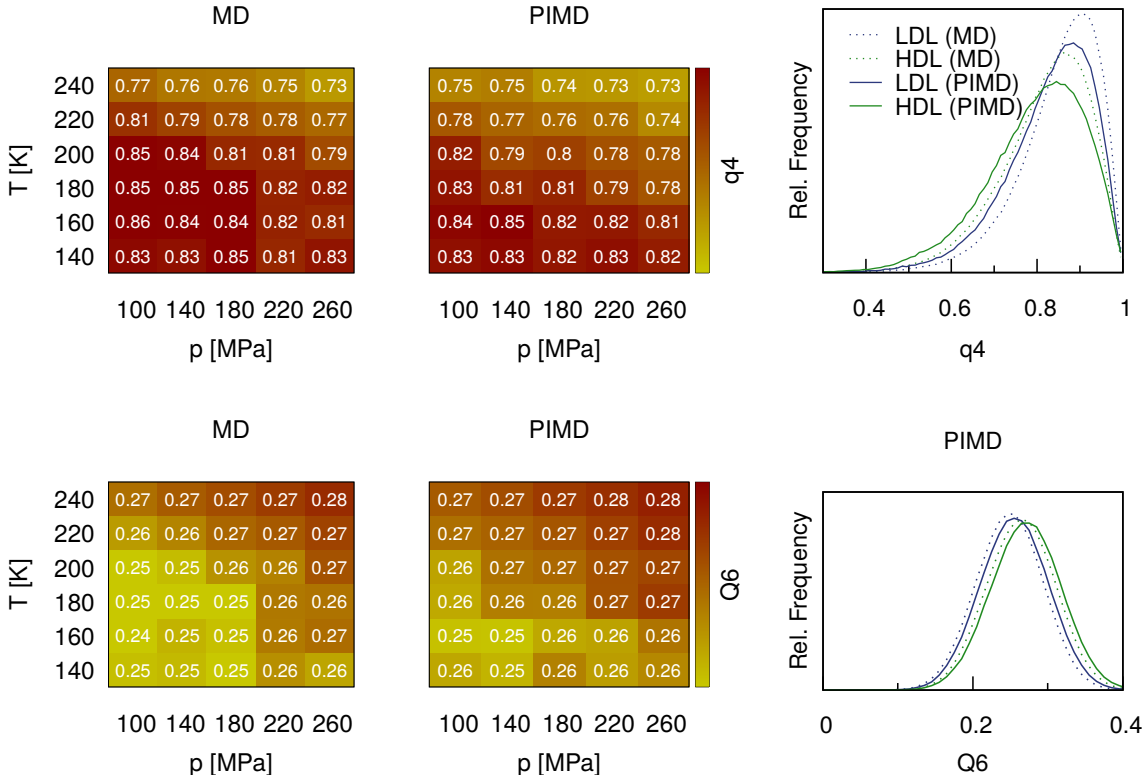 MD
PIMD
T [K]
240 0.77 0.76 0.76 0.75 0.73
220 0.81 0.79 0.78 0.78 0.77
200 0.85 0.84 0.81 0.81 0.79
180 0.85 0.85 0.85 0.82 0.82
160 0.86 0.84 0.84 0.82 0.81
140 0.83 0.83 0.85 0.81 0.83
100 140 180 220 260
p [MPa]
0.75 0.75 0.74 0.73 0.73
0.78 0.77 0.76 0.76 0.74
0.82 0.79 0.8 0.78 0.78
0.83 0.81 0.81 0.79 0.78
0.84 0.85 0.82 0.82 0.81
0.83 0.83 0.82 0.83 0.82
100 140 180 220 260
p [MPa]
q4
LDL (MD)
HDL (MD)
LDL (PIMD)
HDL (PIMD)
Rel. Frequency
0.4 0.6 0.8 1
q4
MD
PIMD
PIMD
T [K]
240 0.27 0.27 0.27 0.27 0.28
220 0.26 0.26 0.27 0.27 0.27
200 0.25 0.25 0.26 0.26 0.27
180 0.25 0.25 0.25 0.26 0.26
160 0.24 0.25 0.25 0.26 0.27
140 0.25 0.25 0.25 0.26 0.26
100 140 180 220 260
p [MPa]
0.27 0.27 0.27 0.28 0.28
0.27 0.27 0.27 0.27 0.28
0.26 0.27 0.27 0.27 0.27
0.26 0.26 0.26 0.27 0.27
0.25 0.25 0.26 0.26 0.26
0.26 0.25 0.26 0.26 0.26
100 140 180 220 260
p [MPa]
Q6
Rel. Frequency
0 0.2 0.4
Q6